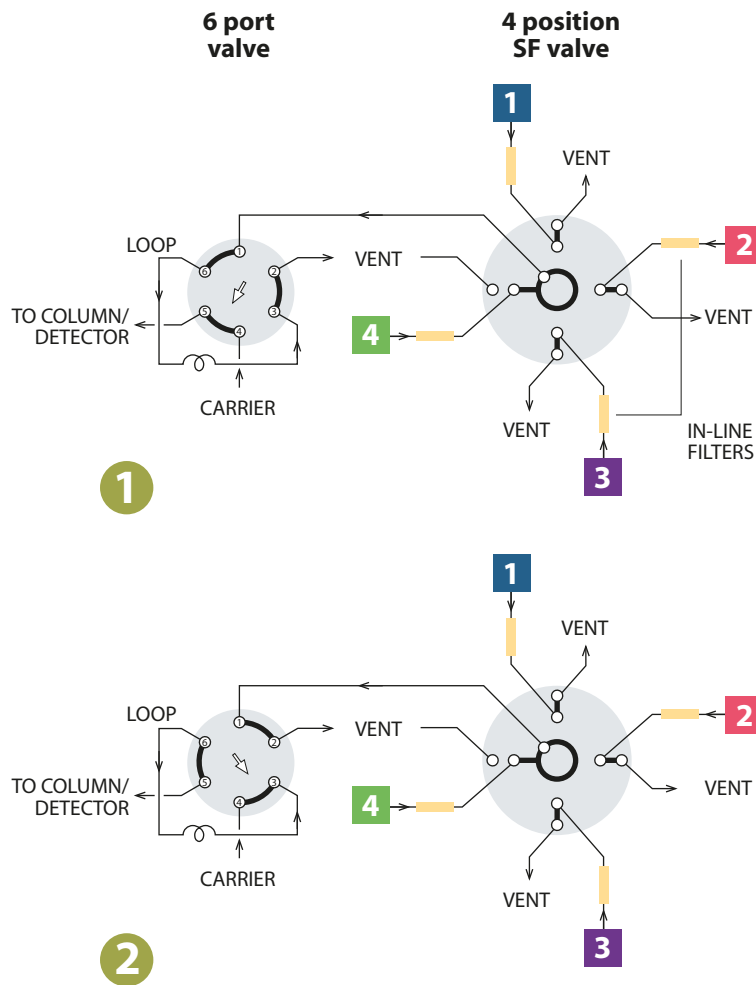 6 port
valve
4 position
SF valve
1
VENT
2
LOOP
1
6
2
VENT
5
3
4
TO COLUMN/
DETECTOR
4
VENT
CARRIER
VENT
IN-LINE
FILTERS
3
1
1
VENT
2
LOOP
1
6
2
VENT
5
3
4
TO COLUMN/
DETECTOR
4
VENT
CARRIER
VENT
3
2